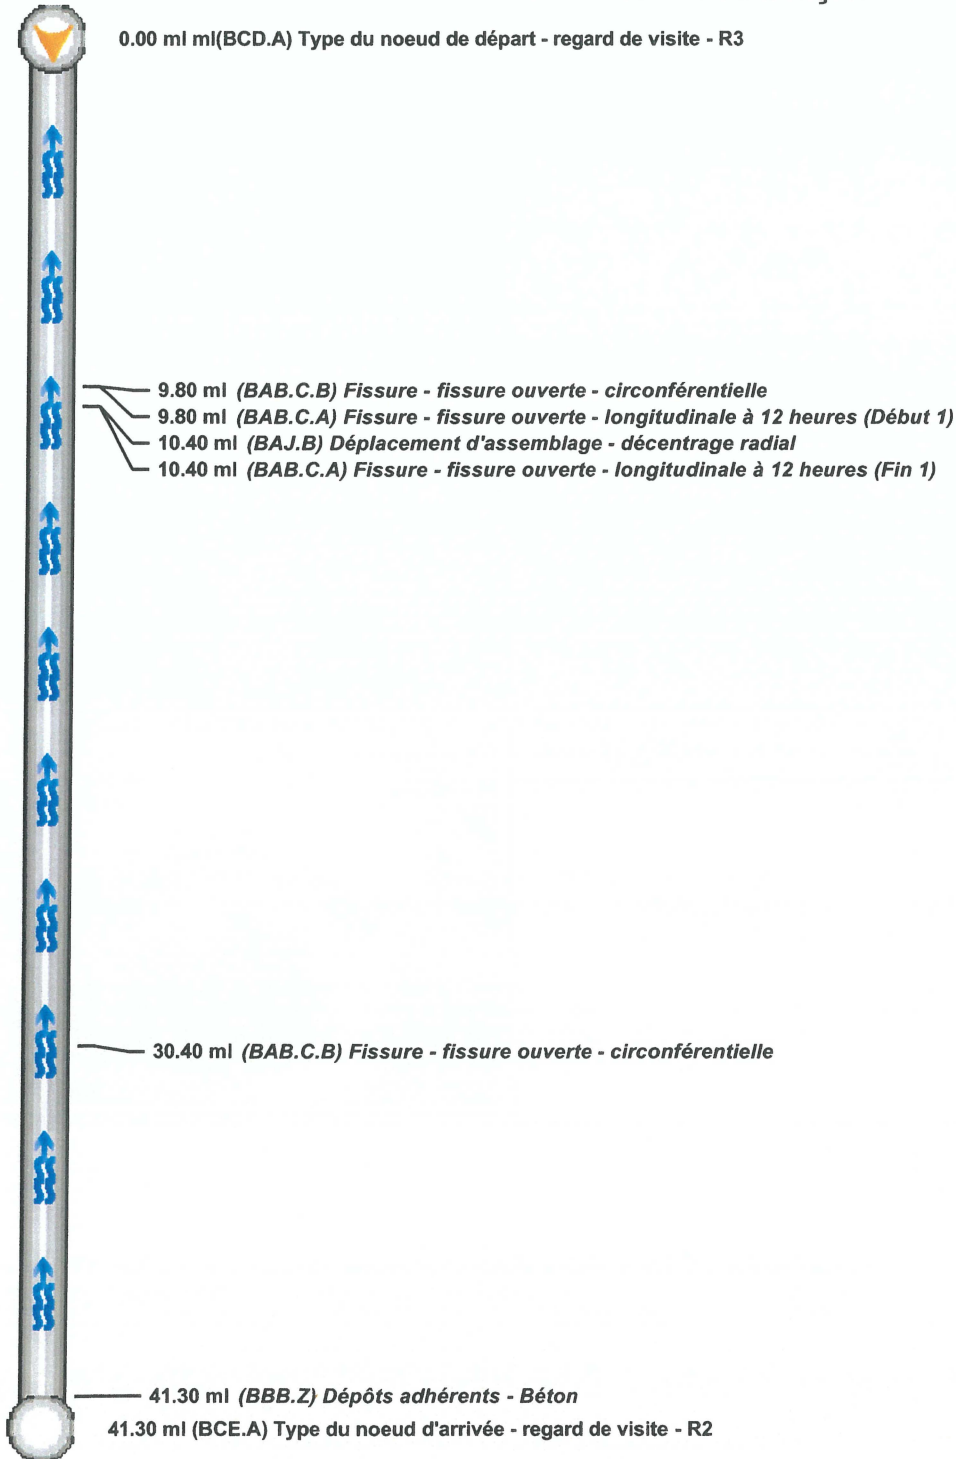 0.00 ml ml(BCD.A) Type du noeud de départ - regard de visite - R3
9.80 ml (BAB.C.B) Fissure - fissure ouverte - circonférentielle
9.80 ml (BAB.C.A) Fissure - fissure ouverte - longitudinale à 12 heures (Début 1)
10.40 ml (BAJ.B) Déplacement d'assemblage - décentrage radial
10.40 ml (BAB.C.A) Fissure - fissure ouverte - longitudinale à 12 heures (Fin 1)
30.40 ml (BAB.C.B) Fissure - fissure ouverte - circonférentielle
41.30 ml (BBB.Z) Dépôts adhérents - Béton
41.30 ml (BCE.A) Type du noeud d'arrivée - regard de visite - R2